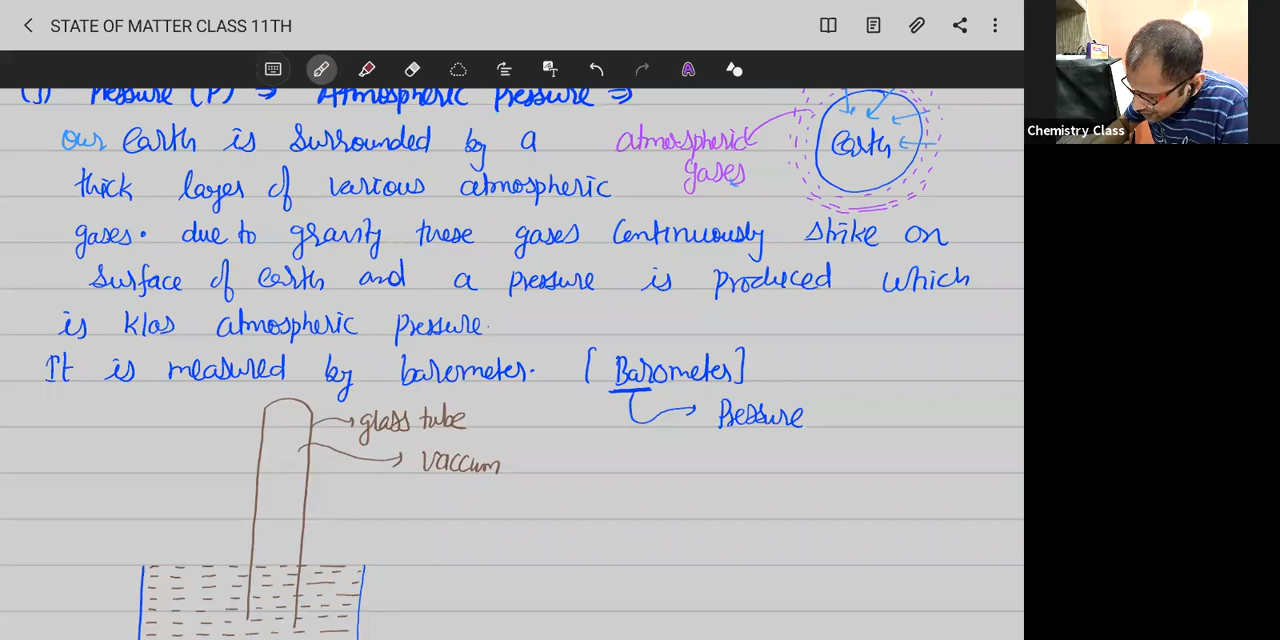 STATE OF MATTER CLASS 11TH
Pressure (P) ⇒ Atmospheric pressure ⇒
our Earth is surrounded by a
thick layer of various atmospheric
gases. due to gravity these gases continuously strike on
surface of earth and a pressure is produced which
is k/as atmospheric pressure.
It is measured by barometer. [Barometer]
Pressure
atmospheric
gases
Earth
glass tube
vaccum
Chemistry Class